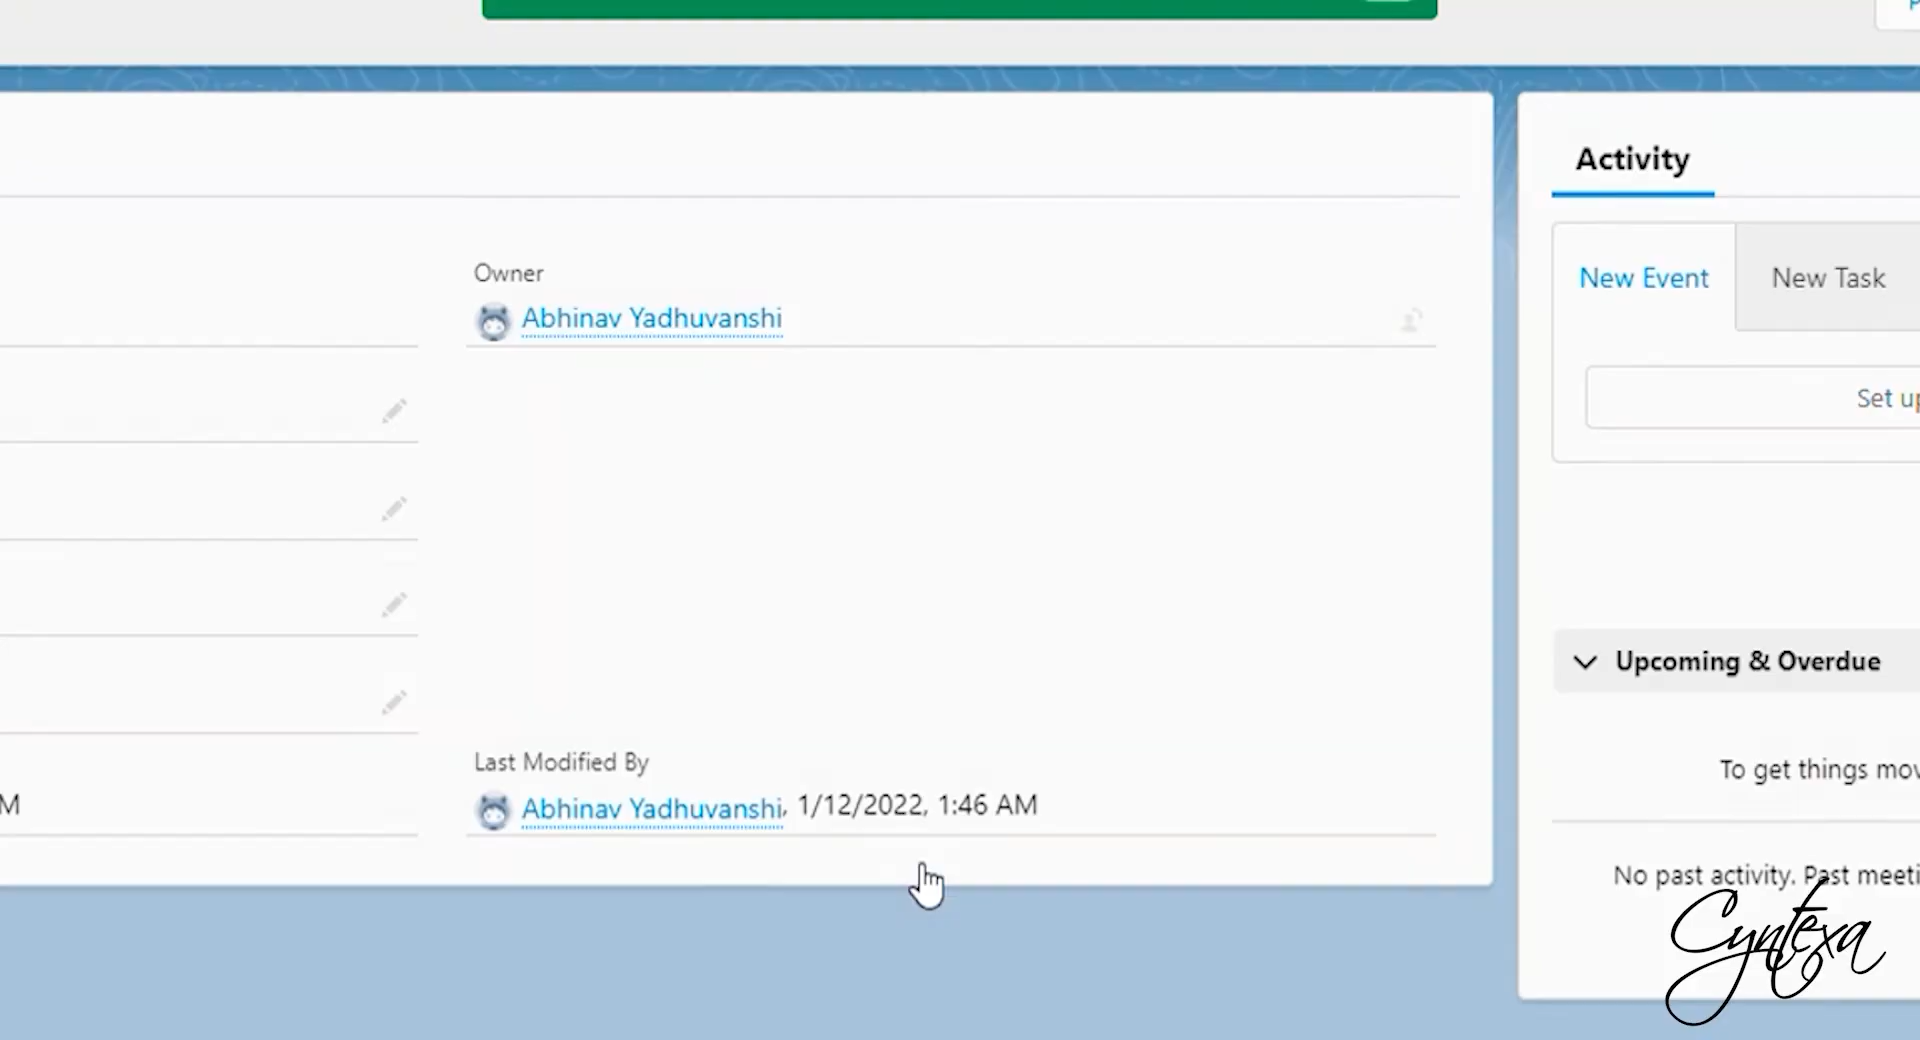 Activity
Owner
New Event
New Task
Abhinav Yadhuvanshi
Set up
Upcoming & Overdue
Last Modified By
To get things mov
M
Abhinav Yadhuvanshi, 1/12/2022, 1:46 AM
No past activity. Past meeti
Cyntexa